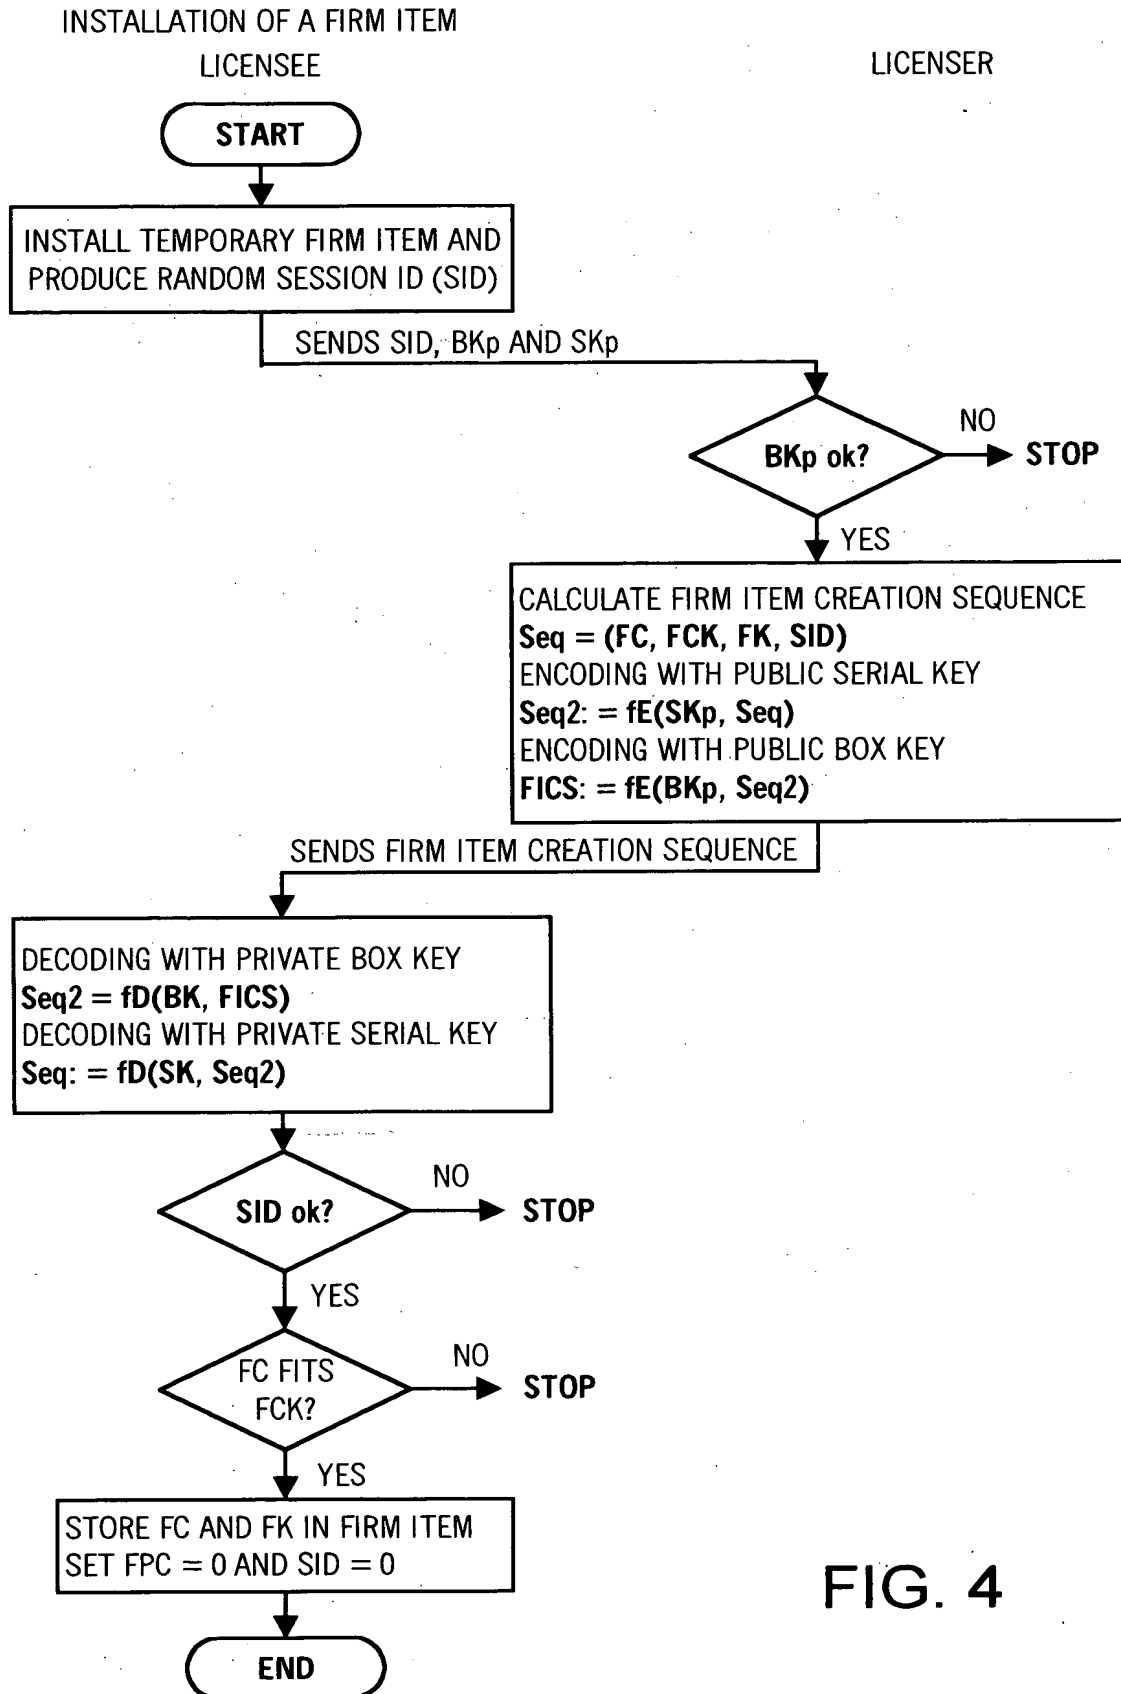 INSTALLATION OF A FIRM ITEM
LICENSEE
LICENSER
START
INSTALL TEMPORARY FIRM ITEM AND
PRODUCE RANDOM SESSION ID (SID)
SENDS SID, BKp AND SKp
BKp ok?
NO
STOP
YES
CALCULATE FIRM ITEM CREATION SEQUENCE
Seq = (FC, FCK, FK, SID)
ENCODING WITH PUBLIC SERIAL KEY
Seq2: = fE(SKp, Seq)
ENCODING WITH PUBLIC BOX KEY
FICS: = fE(BKp, Seq2)
SENDS FIRM ITEM CREATION SEQUENCE
DECODING WITH PRIVATE BOX KEY
Seq2 = fD(BK, FICS)
DECODING WITH PRIVATE SERIAL KEY
Seq: = fD(SK, Seq2)
SID ok?
NO
STOP
YES
FC FITS
FCK?
NO
STOP
YES
STORE FC AND FK IN FIRM ITEM
SET FPC = 0 AND SID = 0
END
FIG. 4